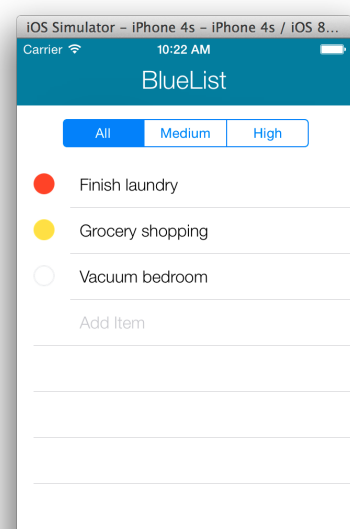 iOS Simulator – iPhone 4s – iPhone 4s / iOS 8...
Carrier 10:22 AM
BlueList
All Medium High
Finish laundry
Grocery shopping
Vacuum bedroom
Add Item